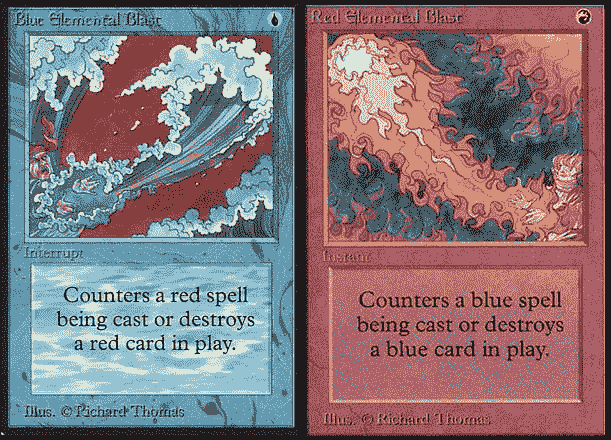 Blue Elemental Blast
Interrupt
Counters a red spell
being cast or destroys
a red card in play.
Illus. © Richard Thomas
Red Elemental Blast
Instant
Counters a blue spell
being cast or destroys
a blue card in play.
Illus. © Richard Thomas